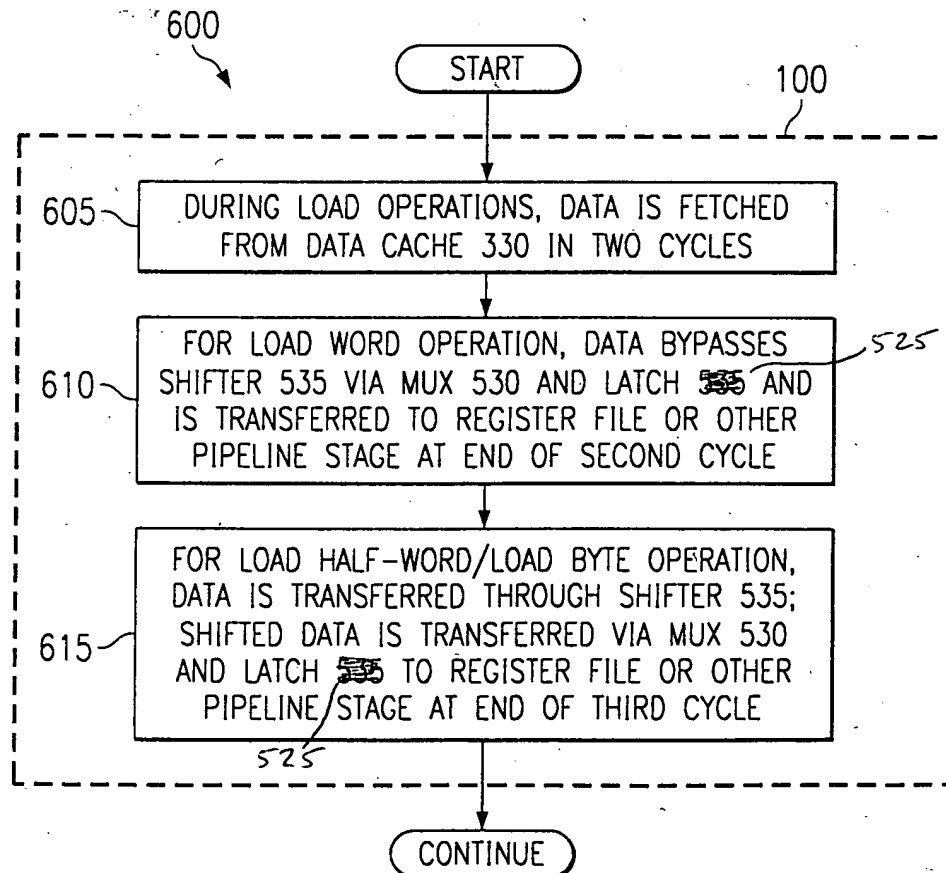 600
START
100
605
DURING LOAD OPERATIONS, DATA IS FETCHED
FROM DATA CACHE 330 IN TWO CYCLES
610
FOR LOAD WORD OPERATION, DATA BYPASSES
SHIFTER 535 VIA MUX 530 AND LATCH 535 AND
525
IS TRANSFERRED TO REGISTER FILE OR OTHER
PIPELINE STAGE AT END OF SECOND CYCLE
615
FOR LOAD HALF-WORD/LOAD BYTE OPERATION,
DATA IS TRANSFERRED THROUGH SHIFTER 535;
SHIFTED DATA IS TRANSFERRED VIA MUX 530
AND LATCH 535 TO REGISTER FILE OR OTHER
PIPELINE STAGE AT END OF THIRD CYCLE
525
CONTINUE